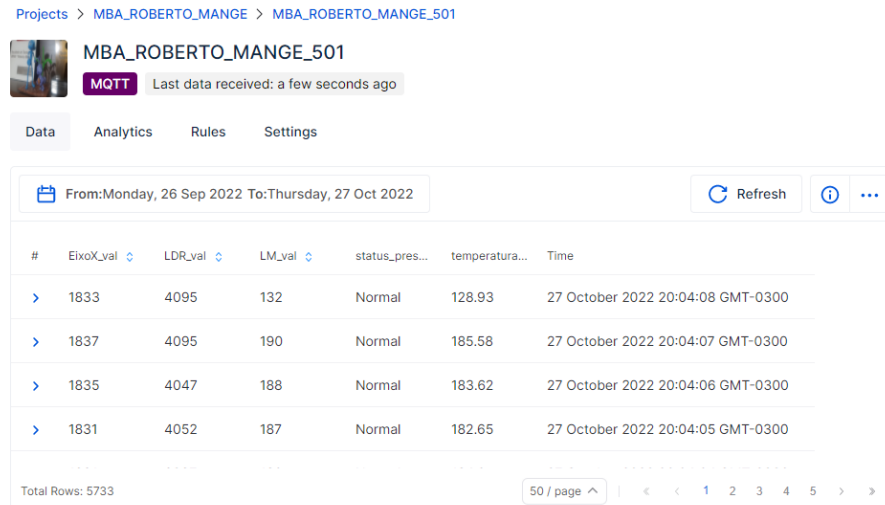 Projects > MBA_ROBERTO_MANGE > MBA_ROBERTO_MANGE_501
MBA_ROBERTO_MANGE_501
MQTT Last data received: a few seconds ago
Data Analytics Rules Settings
From:Monday, 26 Sep 2022 To:Thursday, 27 Oct 2022 Refresh
# EixoX_val LDR_val LM_val status_pres... temperatura... Time
1833 4095 132 Normal 128.93 27 October 2022 20:04:08 GMT-0300
1837 4095 190 Normal 185.58 27 October 2022 20:04:07 GMT-0300
1835 4047 188 Normal 183.62 27 October 2022 20:04:06 GMT-0300
1831 4052 187 Normal 182.65 27 October 2022 20:04:05 GMT-0300
Total Rows: 5733 50 / page « < 1 2 3 4 5 > »